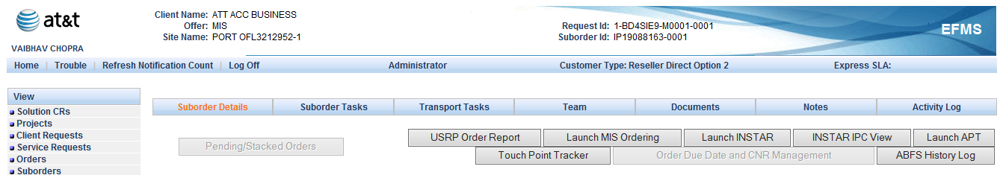 at&t
Client Name: ATT ACC BUSINESS
Offer: MIS
Site Name: PORT OFL3212952-1
Request Id: 1-BD4SIE9-M0001-0001
Suborder Id: IP19088163-0001
EFMS
VAIBHAV CHOPRA
Home | Trouble | Refresh Notification Count | Log Off Administrator Customer Type: Reseller Direct Option 2 Express SLA:
View
Solution CRs
Projects
Client Requests
Service Requests
Orders
Suborders
Suborder Details Suborder Tasks Transport Tasks Team Documents Notes Activity Log
Pending/Stacked Orders
USRP Order Report Launch MIS Ordering Launch INSTAR INSTAR IPC View Launch APT
Touch Point Tracker Order Due Date and CNR Management ABFS History Log